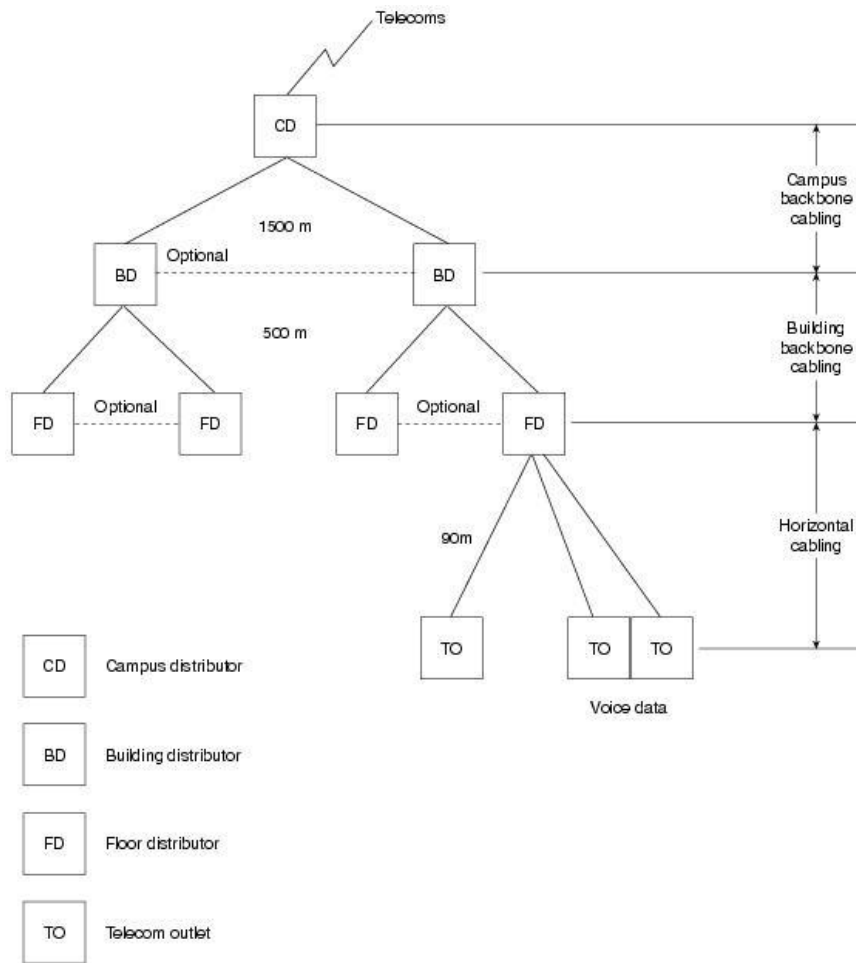 Telecoms
CD
Campus
backbone
cabling
1500 m
Optional
BD
BD
Building
backbone
cabling
500 m
Optional
Optional
FD
FD
FD
FD
90m
Horizontal
cabling
TO
TO
TO
Voice data
CD
Campus distributor
BD
Building distributor
FD
Floor distributor
TO
Telecom outlet